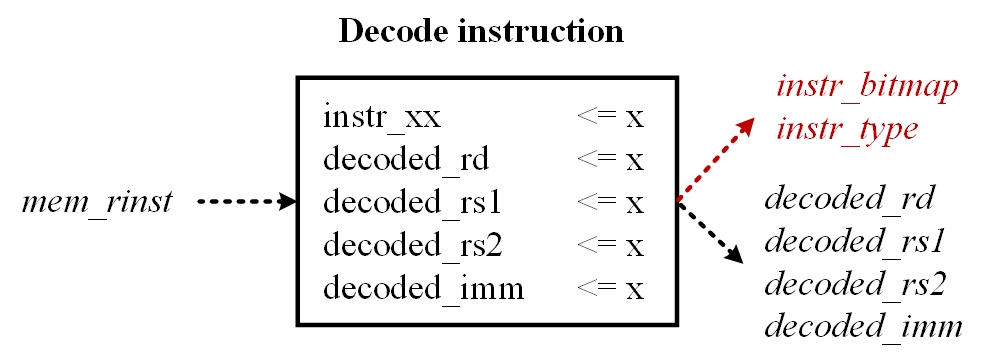 Decode instruction
mem_rinst
instr_xx <= x
decoded_rd <= x
decoded_rs1 <= x
decoded_rs2 <= x
decoded_imm <= x
instr_bitmap
instr_type
decoded_rd
decoded_rs1
decoded_rs2
decoded_imm